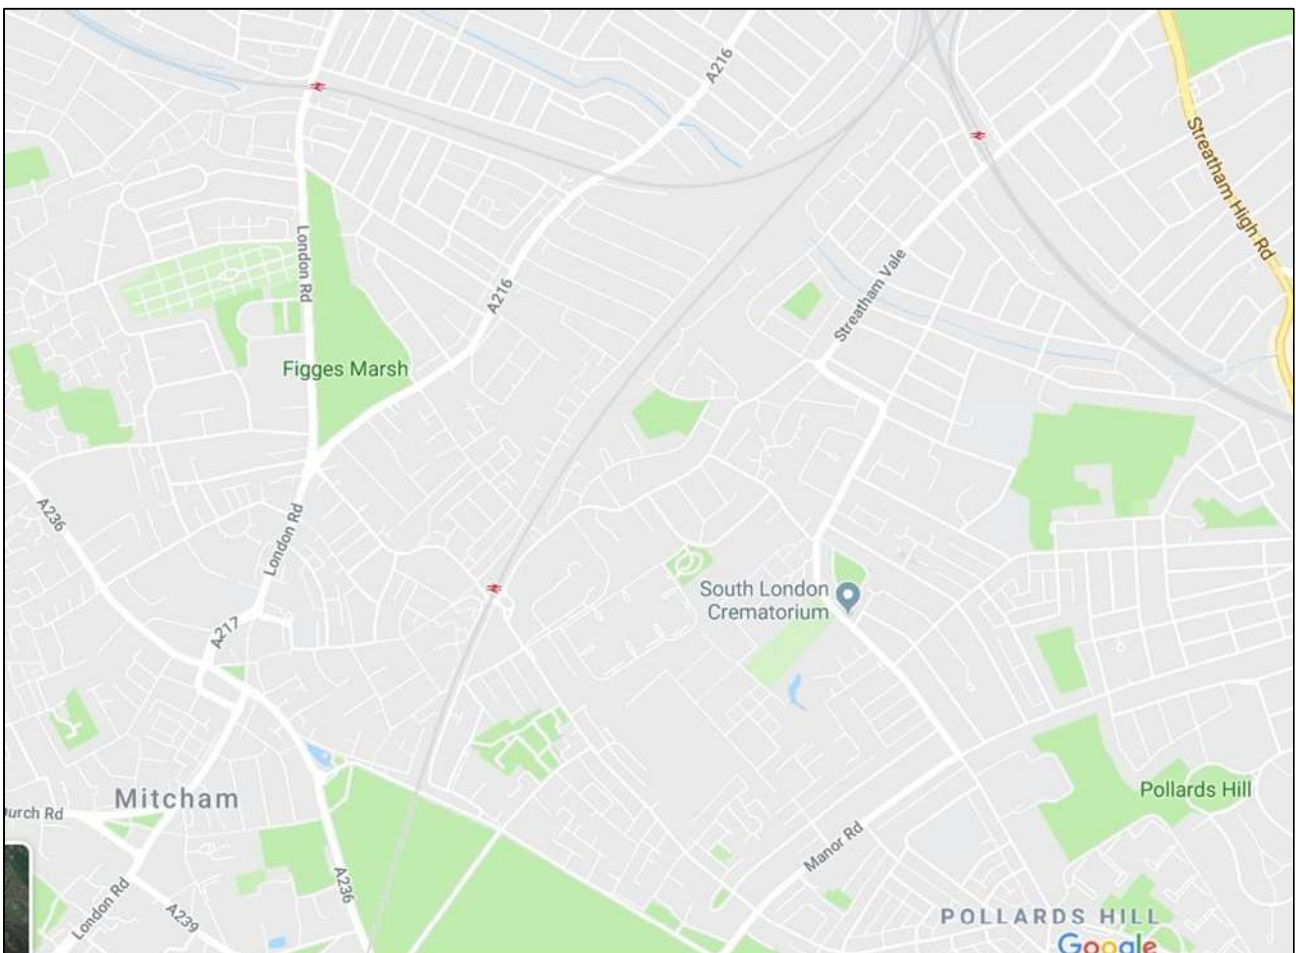 A216
Streatham High Rd
London Rd
A216
Streatham Vale
Figges Marsh
A236
London Rd
South London
Crematorium
A217
Pollards Hill
Mitcham
urch Rd
Manor Rd
A236
London Rd
A239
POLLARDS HILL
Google